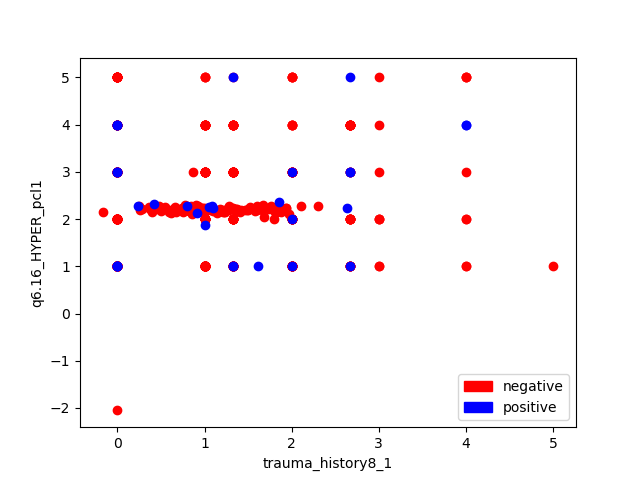 5
4
3
2
1
0
−1
−2
q6.16_HYPER_pcl1
negative
positive
0 1 2 3 4 5
trauma_history8_1